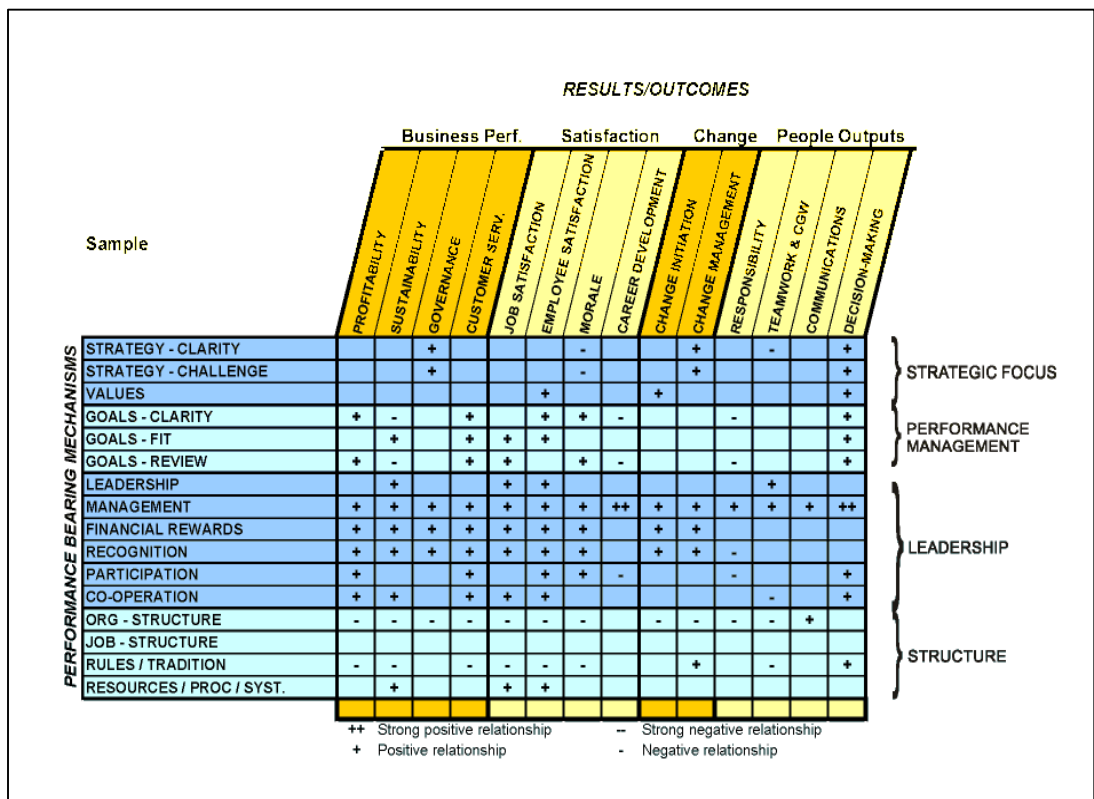 RESULTS/OUTCOMES
Business Perf. Satisfaction Change People Outputs
Sample
PROFITABILITY
SUSTAINABILITY
GOVERNANCE
CUSTOMER SERV.
JOB SATISFACTION
EMPLOYEE SATISFACTION
MORALE
CAREER DEVELOPMENT
CHANGE INITIATION
CHANGE MANAGEMENT
RESPONSIBILITY
TEAMWORK & CGW
COMMUNICATIONS
DECISION-MAKING
PERFORMANCE BEARING MECHANISMS
STRATEGY - CLARITY + - + - +
STRATEGY - CHALLENGE + - + +
VALUES + + +
STRATEGIC FOCUS
GOALS - CLARITY + - + + + - - +
GOALS - FIT + + + + +
GOALS - REVIEW + - + + + - - +
PERFORMANCE
MANAGEMENT
LEADERSHIP + + + +
MANAGEMENT + + + + + + + ++ + + + + + ++
FINANCIAL REWARDS + + + + + + + + +
RECOGNITION + + + + + + + + + -
PARTICIPATION + + + + - - +
CO-OPERATION + + + + + - +
LEADERSHIP
ORG - STRUCTURE - - - - - - - - - - - +
JOB - STRUCTURE
RULES / TRADITION - - - - - - + - +
RESOURCES / PROC / SYST. + + +
STRUCTURE
++ Strong positive relationship -- Strong negative relationship
+ Positive relationship - Negative relationship